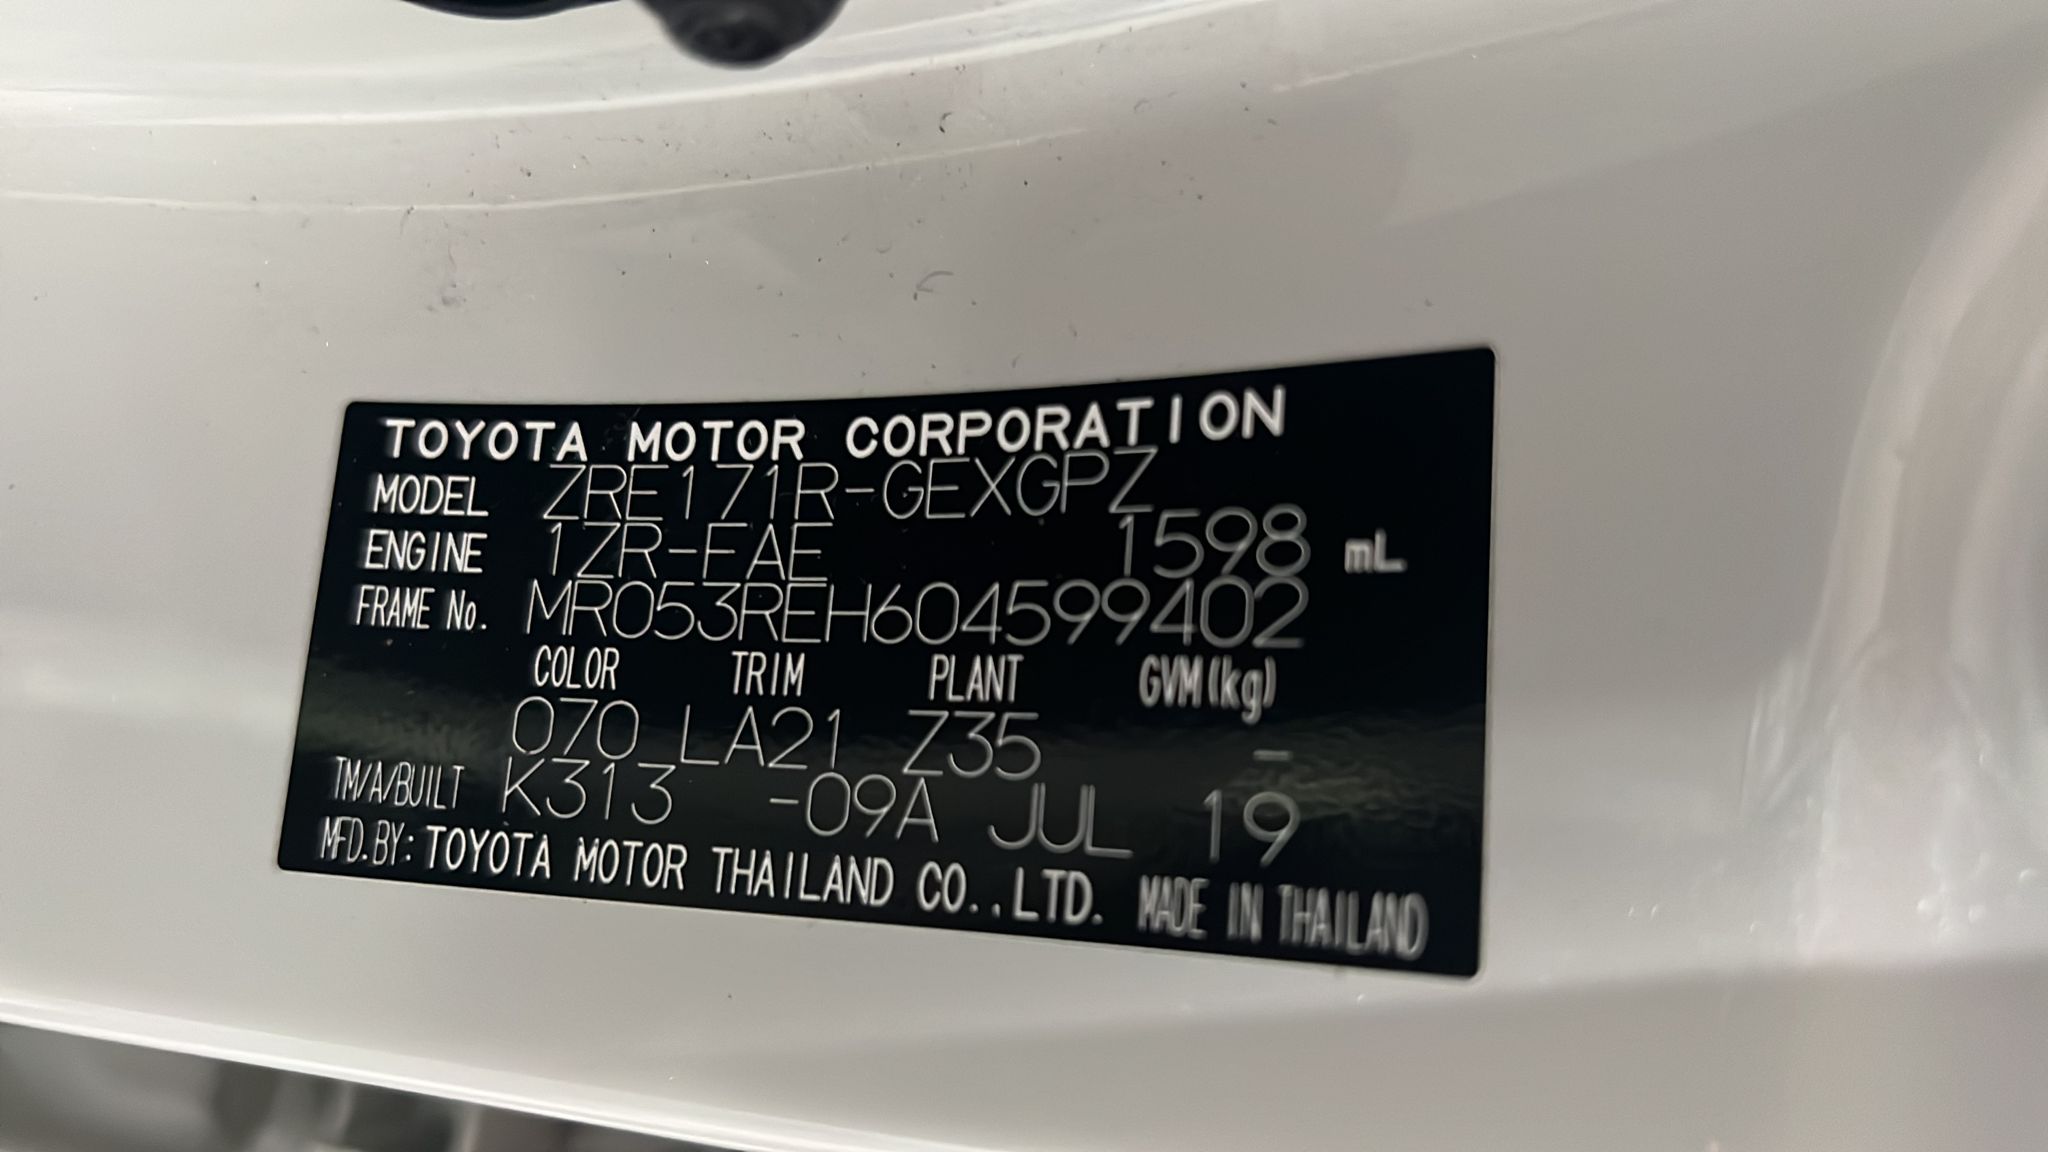 TOYOTA MOTOR CORPORATION
MODEL ZRE171R-GEXGPZ
ENGINE 1ZR-FAE 1598 mL
FRAME No. MR053REH604599402
COLOR TRIM PLANT GVM(kg)
070 LA21 Z35 -
TM/A/BUILT K313 -09A JUL 19
MFD.BY: TOYOTA MOTOR THAILAND CO.,LTD. MADE IN THAILAND